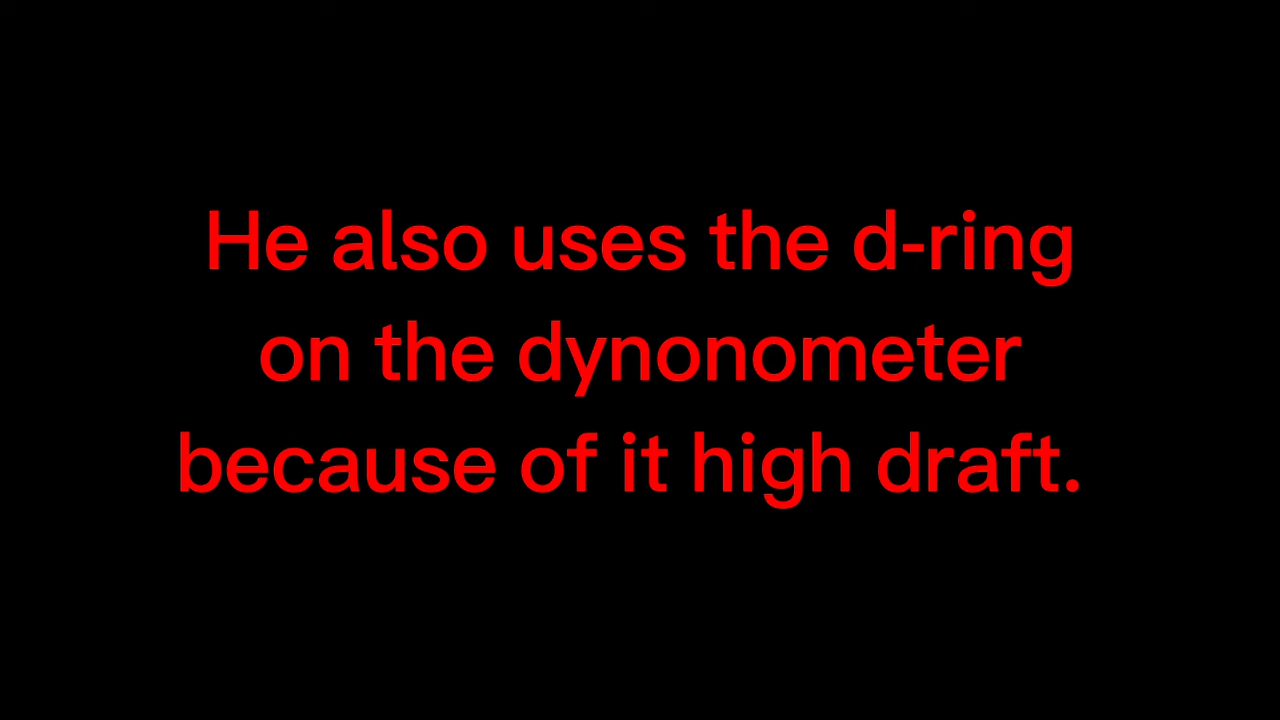 He also uses the d-ring
on the dynonometer
because of it high draft.